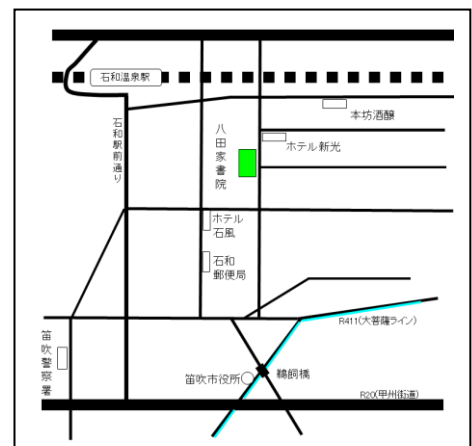 石和温泉駅
本坊酒醸
石和駅前通り
八田家書院
ホテル新光
ホテル
石風
石和
郵便局
R411(大菩薩ライン)
笛吹警察署
笛吹市役所
鵜飼橋
R20(甲州街道)